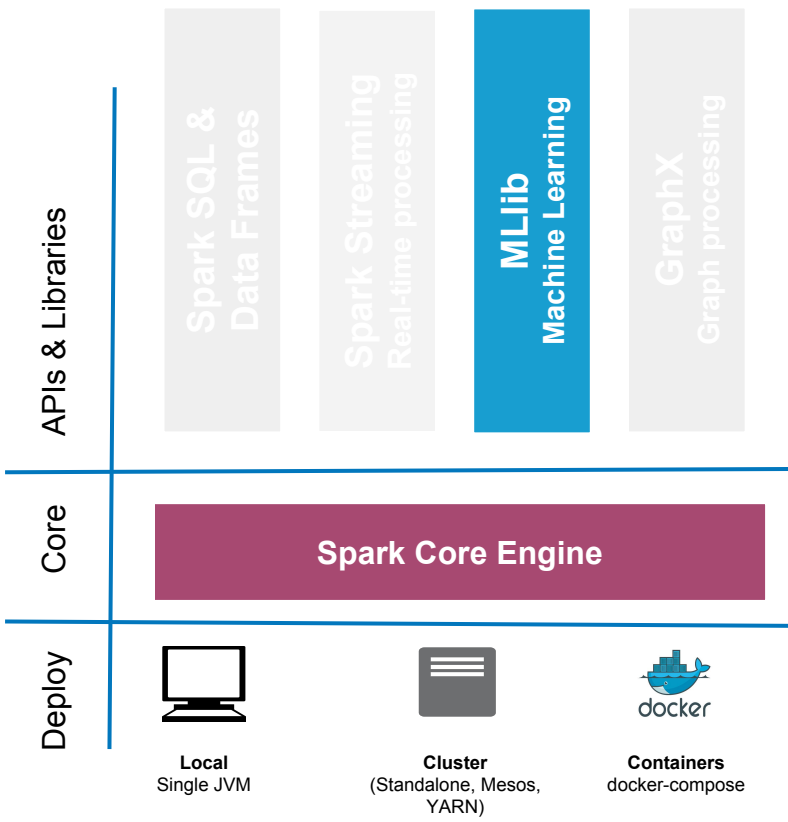 APIs & Libraries
Spark SQL &
Data Frames
Spark Streaming
Real-time processing
MLlib
Machine Learning
GraphX
Graph processing
Core
Spark Core Engine
Deploy
docker
Local
Single JVM
Cluster
(Standalone, Mesos,
YARN)
Containers
docker-compose